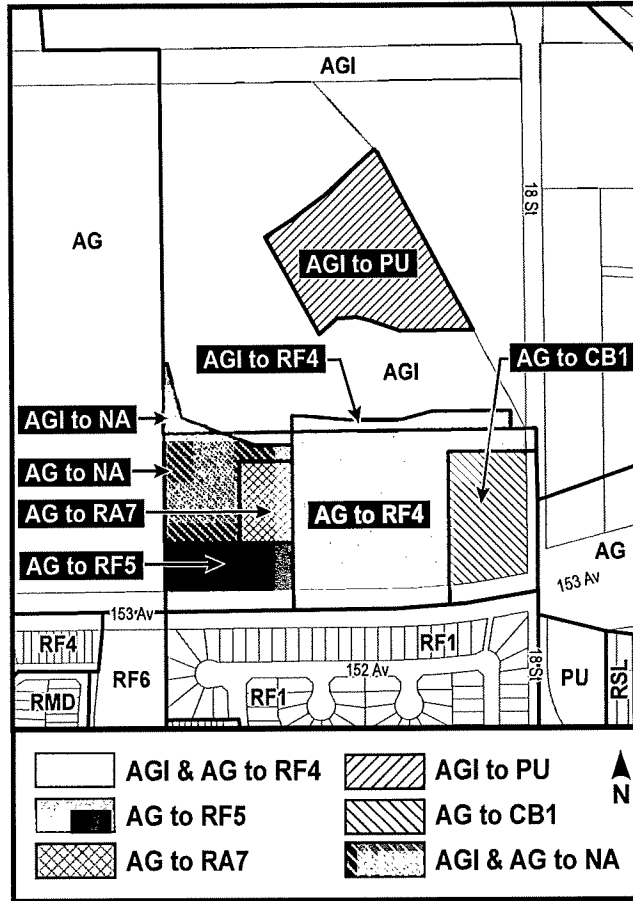 AGI
18 St
AG
AGI to PU
AGI to RF4
AGI
AG to CB1
AGI to NA
AG to NA
AG to RA7
AG to RF4
AG to RF5
AG
153 Av
153 Av
RF4
RF1
152 Av
18 St
RMD
RF6
RF1
PU
RSL
AGI & AG to RF4
AGI to PU
N
AG to RF5
AG to CB1
AG to RA7
AGI & AG to NA